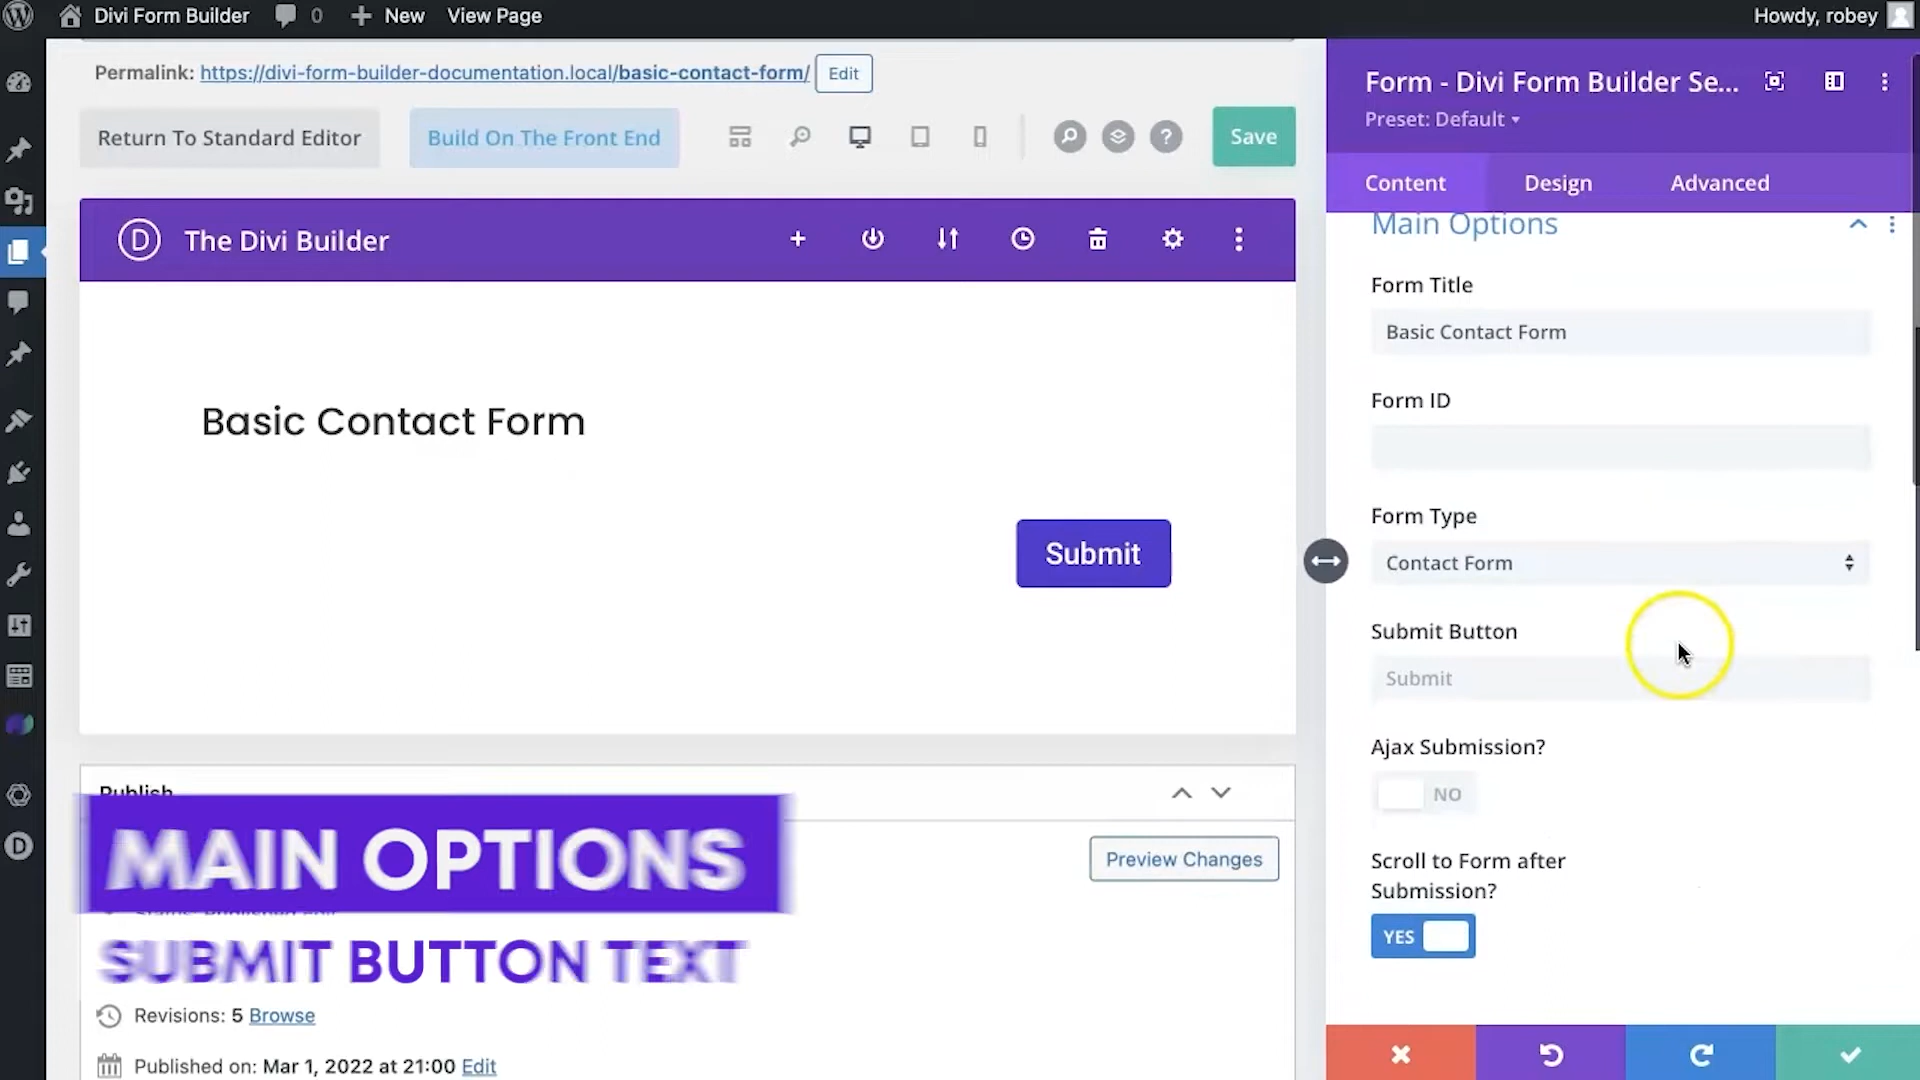 Divi Form Builder 0 New View Page Howdy, robey
Permalink: https://divi-form-builder-documentation.local/basic-contact-form/ Edit
Return To Standard Editor Build On The Front End Save
The Divi Builder
Basic Contact Form
Submit
Publish
Preview Changes
MAIN OPTIONS
SUBMIT BUTTON TEXT
Revisions: 5 Browse
Published on: Mar 1, 2022 at 21:00 Edit
Form - Divi Form Builder Se...
Preset: Default
Content Design Advanced
Main Options
Form Title
Basic Contact Form
Form ID
Form Type
Contact Form
Submit Button
Submit
Ajax Submission?
NO
Scroll to Form after
Submission?
YES